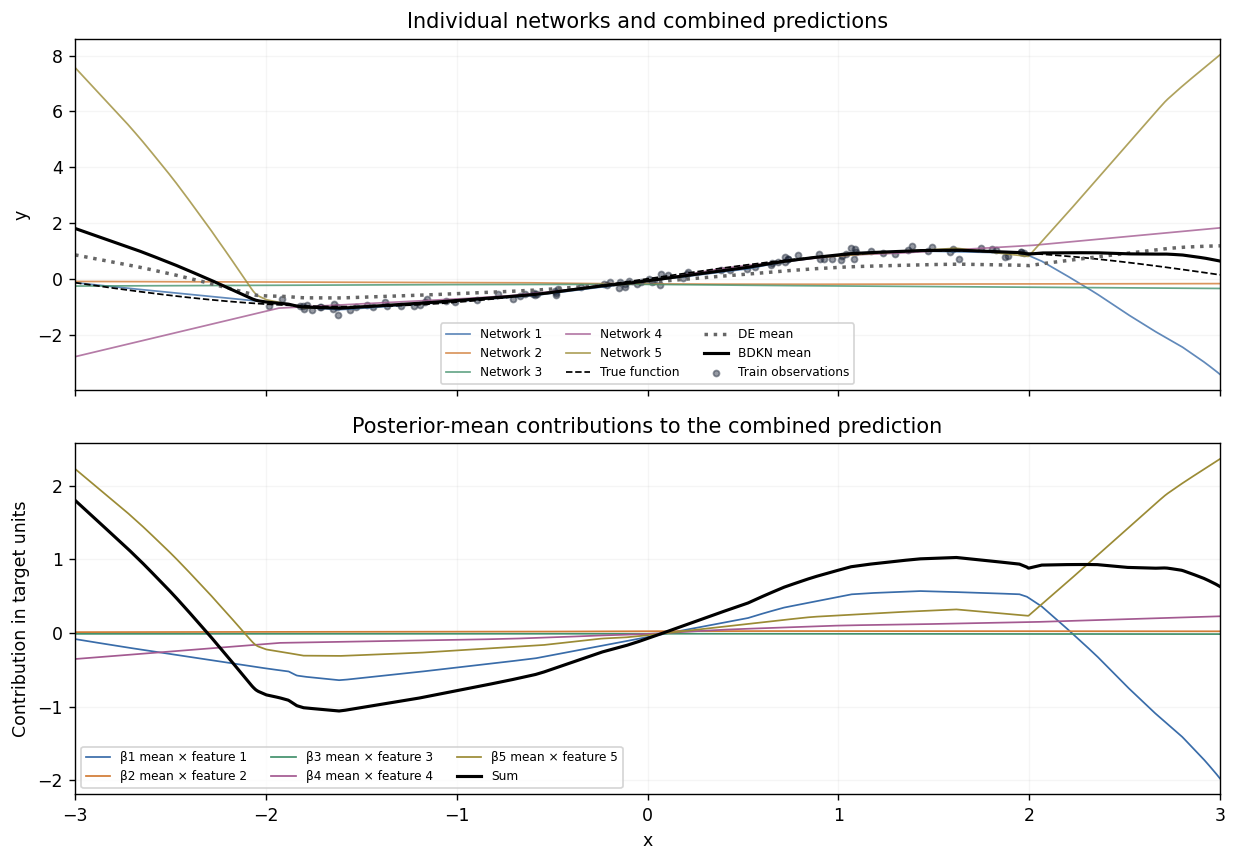 Individual networks and combined predictions
8
6
4
2
0
−2
y
Network 1 Network 4 DE mean
Network 2 Network 5 BDKN mean
Network 3 True function Train observations
Posterior-mean contributions to the combined prediction
2
1
0
−1
−2
Contribution in target units
β1 mean × feature 1 β3 mean × feature 3 β5 mean × feature 5
β2 mean × feature 2 β4 mean × feature 4 Sum
−3 −2 −1 0 1 2 3
x